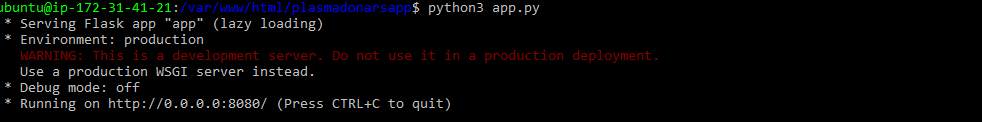 ubuntu@ip-172-31-41-21:/var/www/html/plasmadonarsapp$ python3 app.py
* Serving Flask app "app" (lazy loading)
* Environment: production
WARNING: This is a development server. Do not use it in a production deployment.
Use a production WSGI server instead.
* Debug mode: off
* Running on http://0.0.0.0:8080/ (Press CTRL+C to quit)